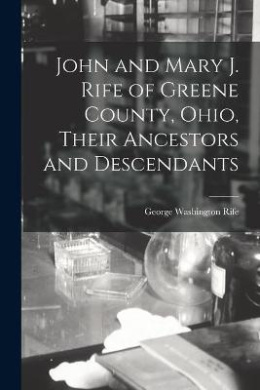 John and Mary J.
Rife of Greene
County, Ohio,
Their Ancestors
and Descendants
George Washington Rife